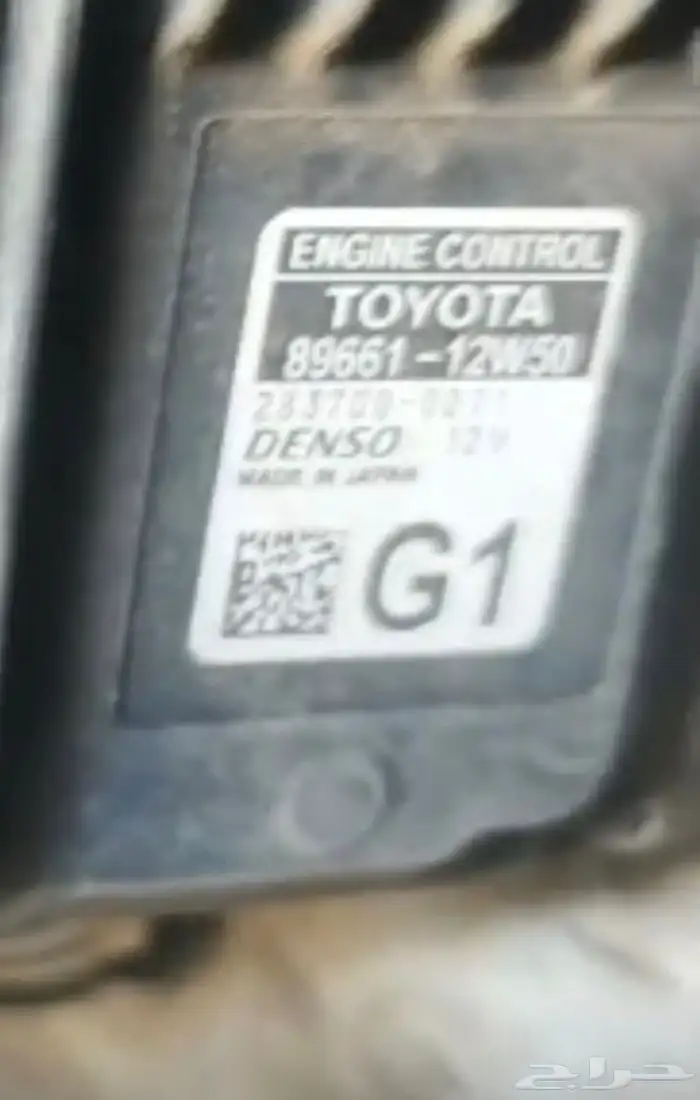 ENGINE CONTROL
TOYOTA
89661-12W50
DENSO 12V
MADE IN JAPAN
G1
حراج